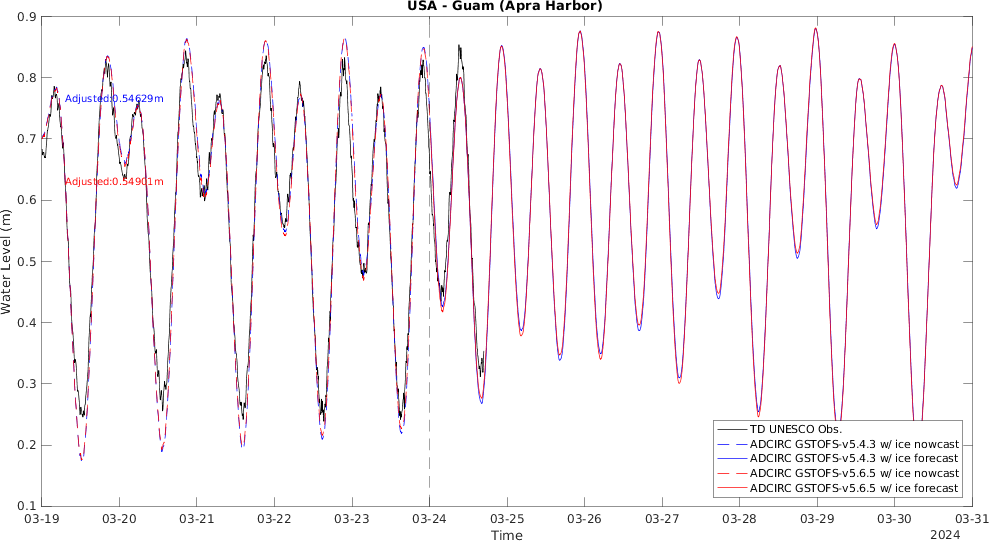 USA - Guam (Apra Harbor)
0.9
0.8
0.7
0.6
0.5
0.4
0.3
0.2
0.1
Water Level (m)
Adjusted:0.54629m
Adjusted:0.54901m
TD UNESCO Obs.
ADCIRC GSTOFS-v5.4.3 w/ ice nowcast
ADCIRC GSTOFS-v5.4.3 w/ ice forecast
ADCIRC GSTOFS-v5.6.5 w/ ice nowcast
ADCIRC GSTOFS-v5.6.5 w/ ice forecast
03-19 03-20 03-21 03-22 03-23 03-24 03-25 03-26 03-27 03-28 03-29 03-30 03-31
Time
2024